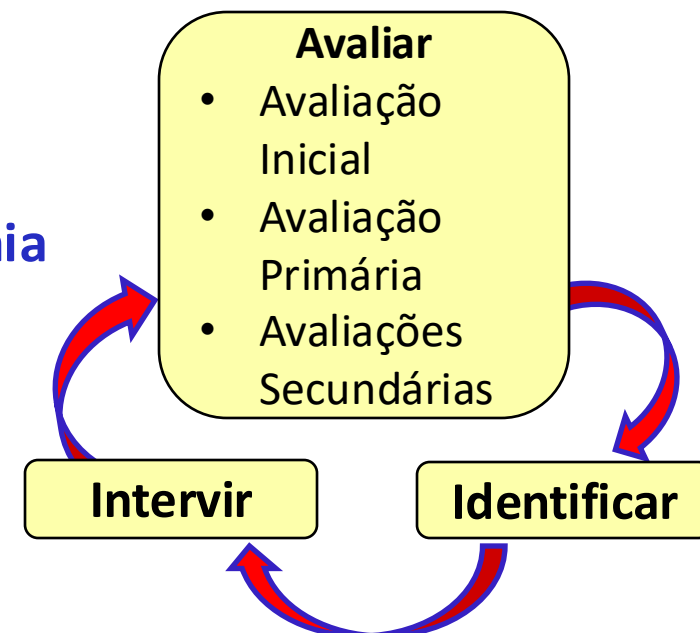 Avaliar
• Avaliação
Inicial
• Avaliação
Primária
• Avaliações
Secundárias
Intervir
Identificar